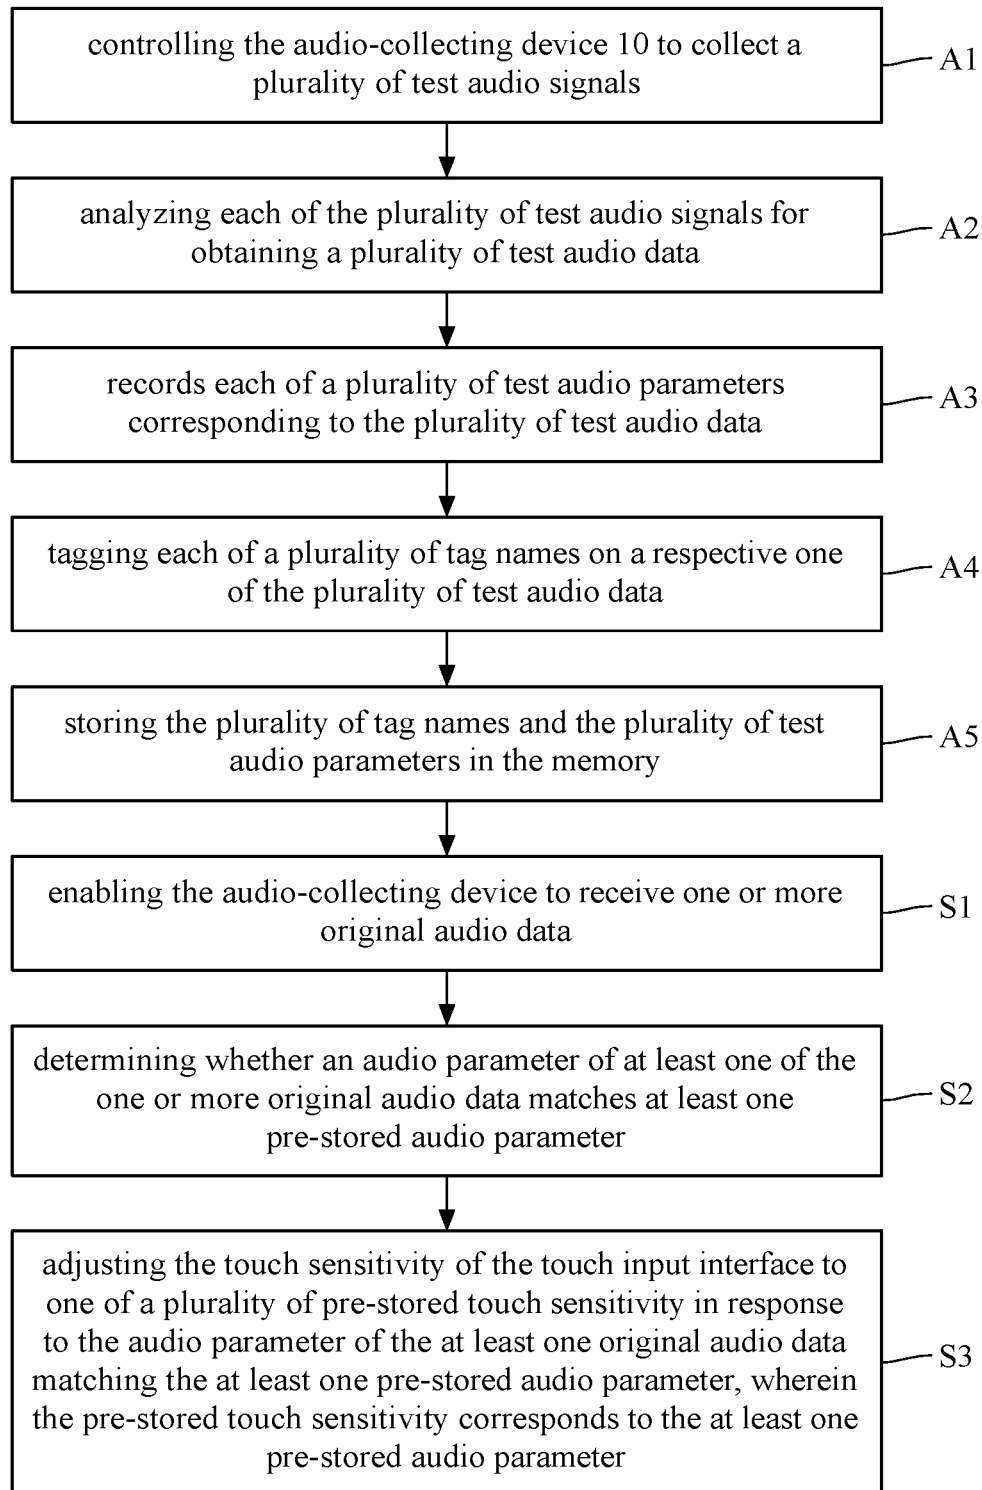 controlling the audio-collecting device 10 to collect a
plurality of test audio signals
A1
analyzing each of the plurality of test audio signals for
obtaining a plurality of test audio data
A2
records each of a plurality of test audio parameters
corresponding to the plurality of test audio data
A3
tagging each of a plurality of tag names on a respective one
of the plurality of test audio data
A4
storing the plurality of tag names and the plurality of test
audio parameters in the memory
A5
enabling the audio-collecting device to receive one or more
original audio data
S1
determining whether an audio parameter of at least one of the
one or more original audio data matches at least one
pre-stored audio parameter
S2
adjusting the touch sensitivity of the touch input interface to
one of a plurality of pre-stored touch sensitivity in response
to the audio parameter of the at least one original audio data
matching the at least one pre-stored audio parameter, wherein
the pre-stored touch sensitivity corresponds to the at least one
pre-stored audio parameter
S3